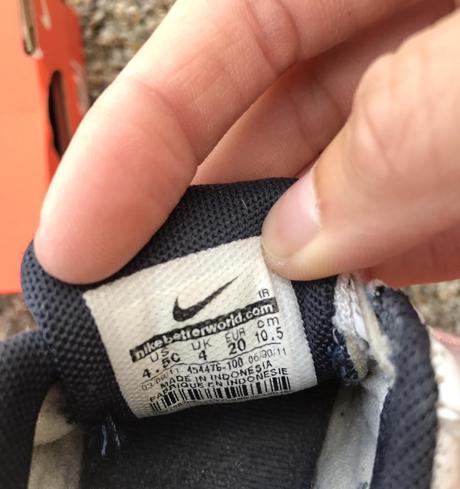 1R
nikebetterworld.com
US UK EUR cm
4.5C 4 20 10.5
454476-100 06/30/11
MADE IN INDONESIA
FABRIQUE EN INDONESIE